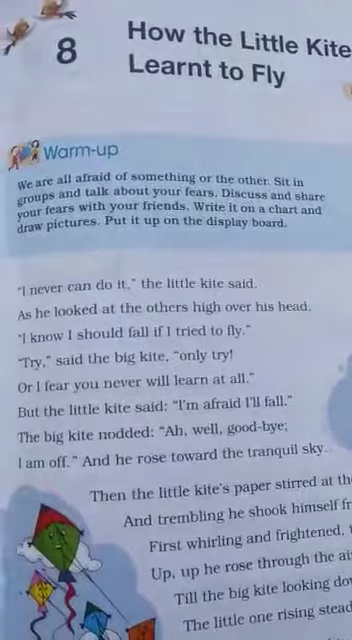 8
How the Little Kite
Learnt to Fly
Warm-up
We are all afraid of something or the other. Sit in
groups and talk about your fears. Discuss and share
your fears with your friends. Write it on a chart and
draw pictures. Put it up on the display board.
"I never can do it," the little kite said.
As he looked at the others high over his head.
"I know I should fall if I tried to fly."
"Try," said the big kite, "only try!
Or I fear you never will learn at all."
But the little kite said: "I'm afraid I'll fall."
The big kite nodded: "Ah, well, good-bye;
I am off." And he rose toward the tranquil sky.
Then the little kite's paper stirred at
And trembling he shook himself
First whirling and frightened,
Up, up he rose through the
Till the big kite looking
The little one rising